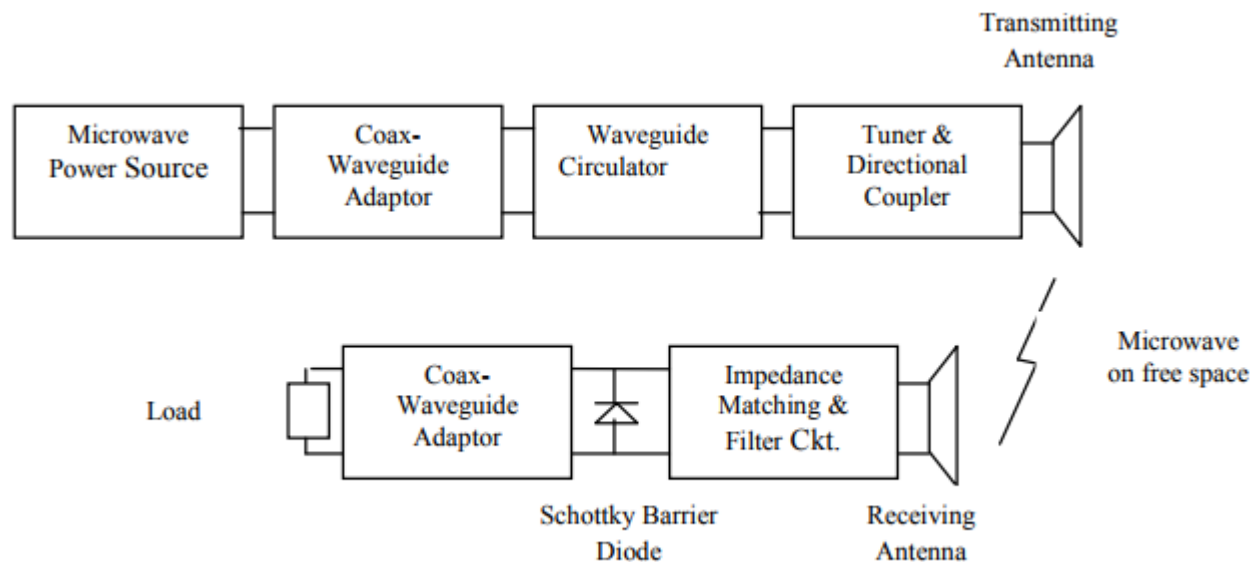 Transmitting
Antenna
Microwave
Power Source
Coax-
Waveguide
Adaptor
Waveguide
Circulator
Tuner &
Directional
Coupler
Microwave
on free space
Load
Coax-
Waveguide
Adaptor
Impedance
Matching &
Filter Ckt.
Schottky Barrier
Diode
Receiving
Antenna